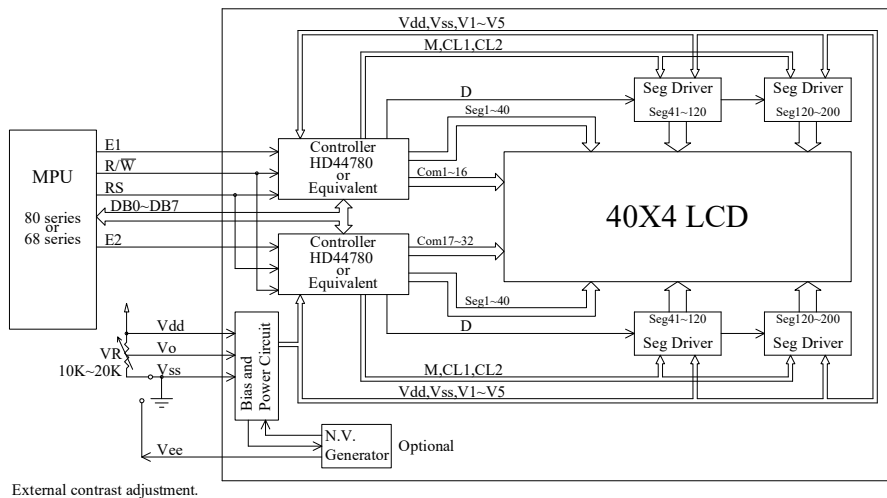 Vdd,Vss,V1~V5
M,CL1,CL2
Seg Driver
Seg41~120
Seg Driver
Seg120~200
D
Seg1~40
Controller
HD44780
or
Equivalent
Com1~16
MPU
80 series
or
68 series
E1
R/W̅
RS
DB0~DB7
E2
40X4 LCD
Controller
HD44780
or
Equivalent
Com17~32
Seg1~40
D
Seg41~120
Seg Driver
Seg120~200
Seg Driver
M,CL1,CL2
Vdd,Vss,V1~V5
Vdd
Vo
VR
10K~20K
Vss
Bias and
Power Circuit
Vee
N.V.
Generator
Optional
External contrast adjustment.